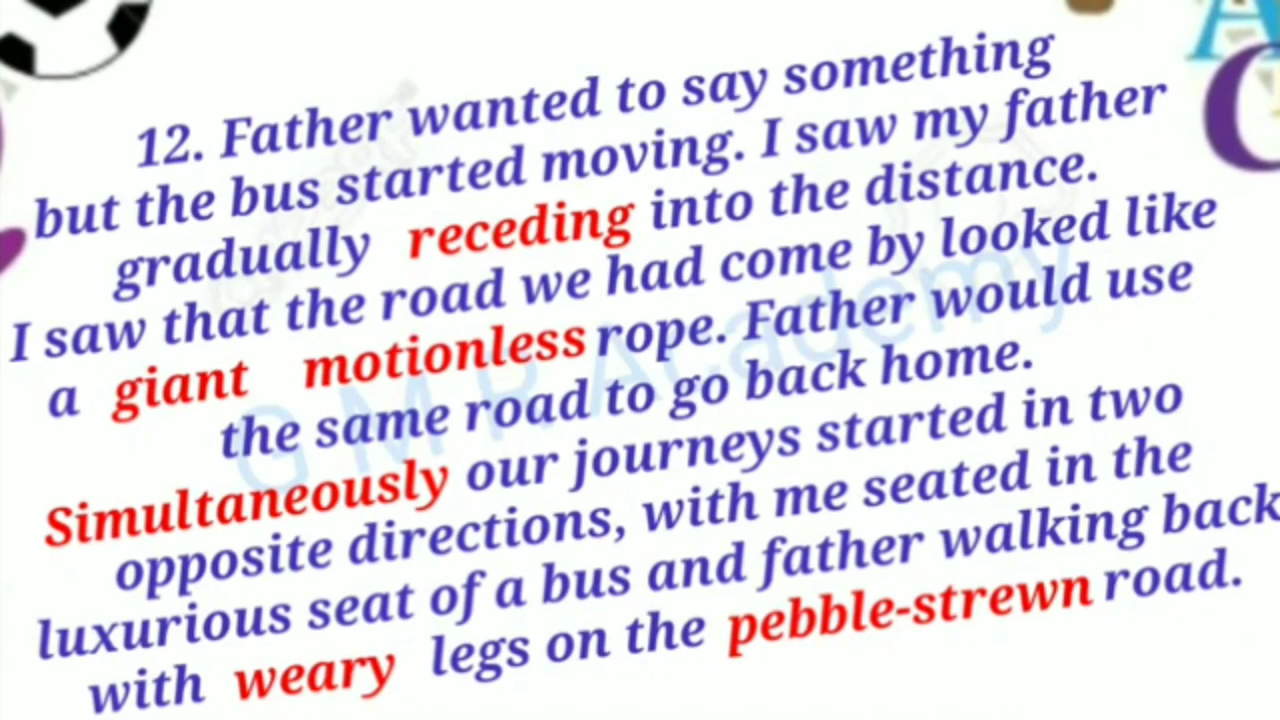 12. Father wanted to say something
but the bus started moving. I saw my father
gradually receding into the distance.
I saw that the road we had come by looked like
a giant motionless rope. Father would use
the same road to go back home.
Simultaneously our journeys started in two
opposite directions, with me seated in the
luxurious seat of a bus and father walking back
with weary legs on the pebble-strewn road.
G M R Academy
A
C